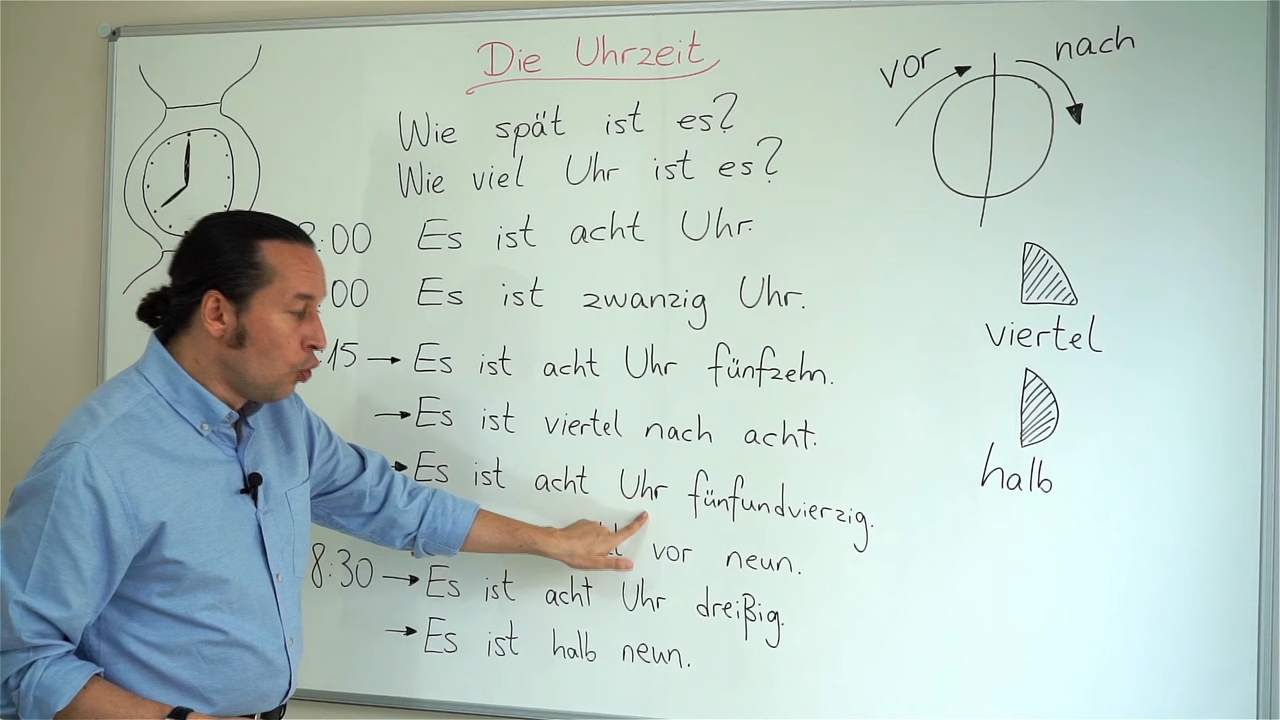 Die Uhrzeit
Wie spät ist es?
Wie viel Uhr ist es?
vor
nach
8:00 Es ist acht Uhr.
:00 Es ist zwanzig Uhr.
:15 → Es ist acht Uhr fünfzehn.
→ Es ist viertel nach acht.
→ Es ist acht Uhr fünfundvierzig.
vor neun.
8:30 → Es ist acht Uhr dreißig.
→ Es ist halb neun.
viertel
halb